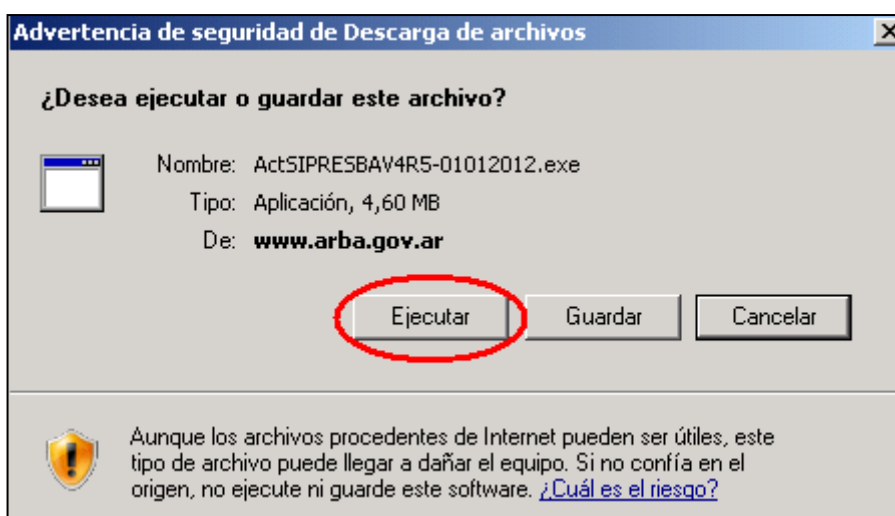 Advertencia de seguridad de Descarga de archivos
¿Desea ejecutar o guardar este archivo?
Nombre: ActSIPRESBAV4R5-01012012.exe
Tipo: Aplicación, 4,60 MB
De: www.arba.gov.ar
Ejecutar Guardar Cancelar
Aunque los archivos procedentes de Internet pueden ser útiles, este
tipo de archivo puede llegar a dañar el equipo. Si no confía en el
origen, no ejecute ni guarde este software. ¿Cuál es el riesgo?